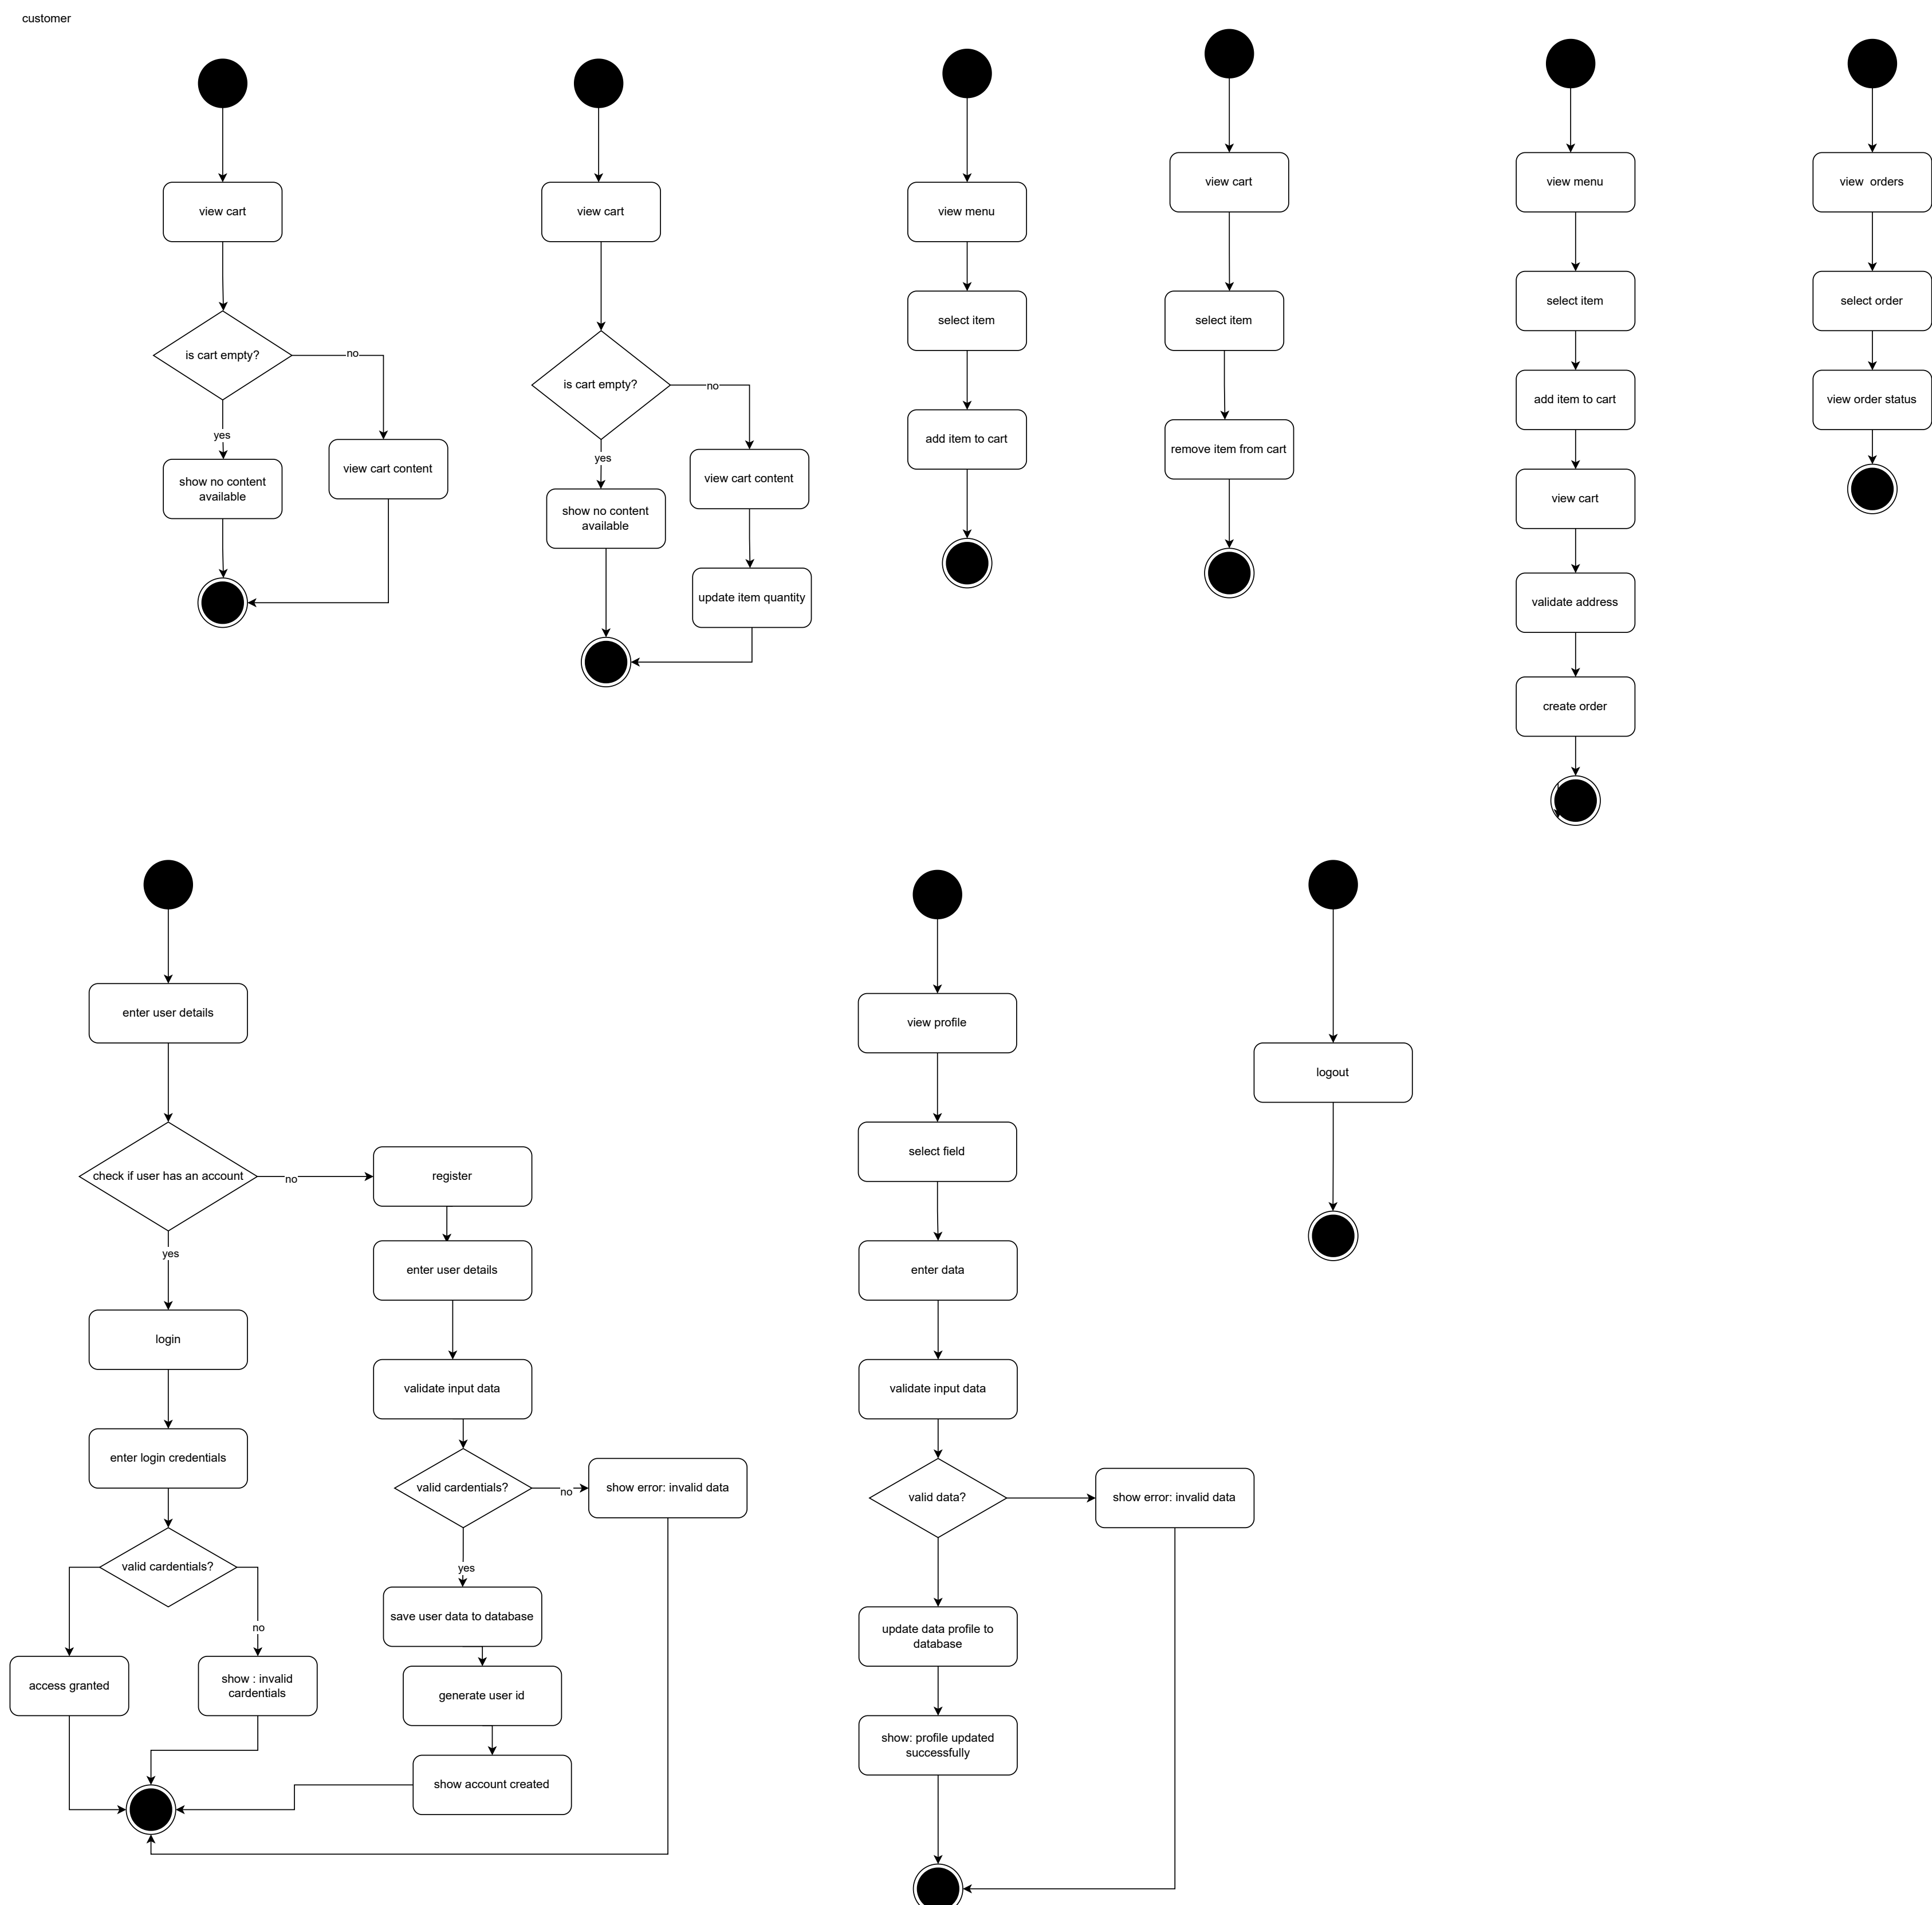 customer
view cart
is cart empty?
no
yes
show no content
available
view cart content
view cart
is cart empty?
no
yes
show no content
available
view cart content
update item quantity
view menu
select item
add item to cart
view cart
select item
remove item from cart
view menu
select item
add item to cart
view cart
validate address
create order
view  orders
select order
view order status
enter user details
check if user has an account
no
yes
login
enter login credentials
valid cardentials?
no
access granted
show : invalid
cardentials
register
enter user details
validate input data
valid cardentials?
no
show error: invalid data
yes
save user data to database
generate user id
show account created
view profile
select field
enter data
validate input data
valid data?
show error: invalid data
update data profile to
database
show: profile updated
successfully
logout